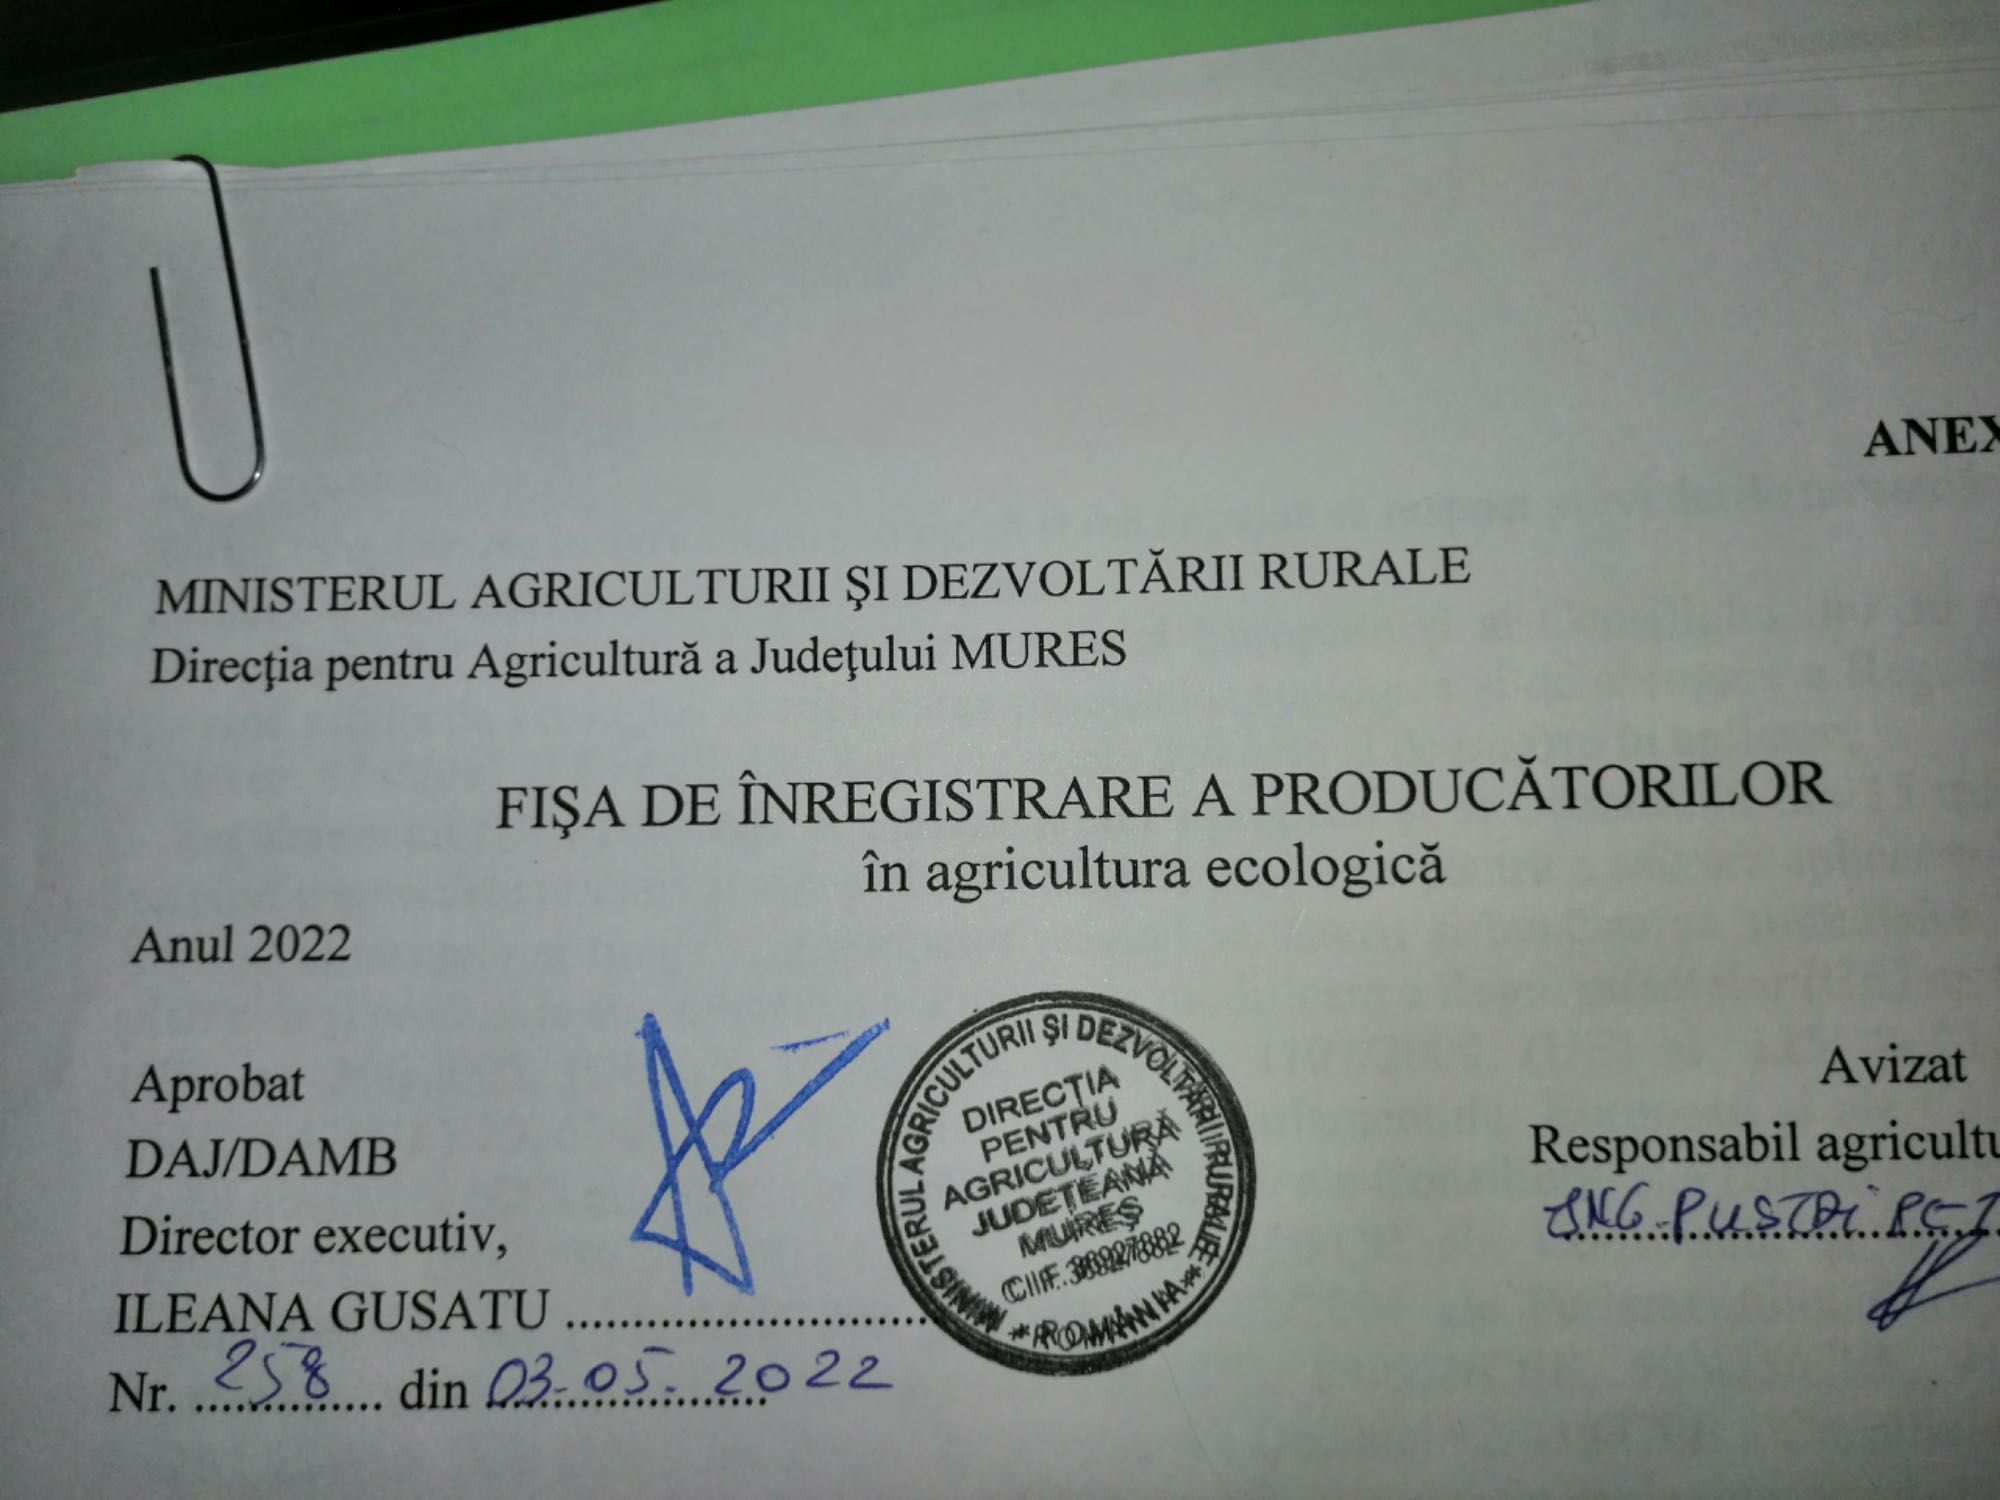 ANEX
MINISTERUL AGRICULTURII ŞI DEZVOLTĂRII RURALE
Direcţia pentru Agricultură a Judeţului MURES
FIŞA DE ÎNREGISTRARE A PRODUCĂTORILOR
în agricultura ecologică
Anul 2022
Aprobat
DAJ/DAMB
Director executiv,
ILEANA GUSATU ............................
Nr. 258 din 03-05-2022
MINISTERUL AGRICULTURII ŞI DEZVOLTĂRII RURALE
* ROMÂNIA *
DIRECŢIA
PENTRU
AGRICULTURĂ
JUDEŢEANĂ
MUREŞ
CIF.
Avizat
Responsabil agricultu
ING. PUSTAI